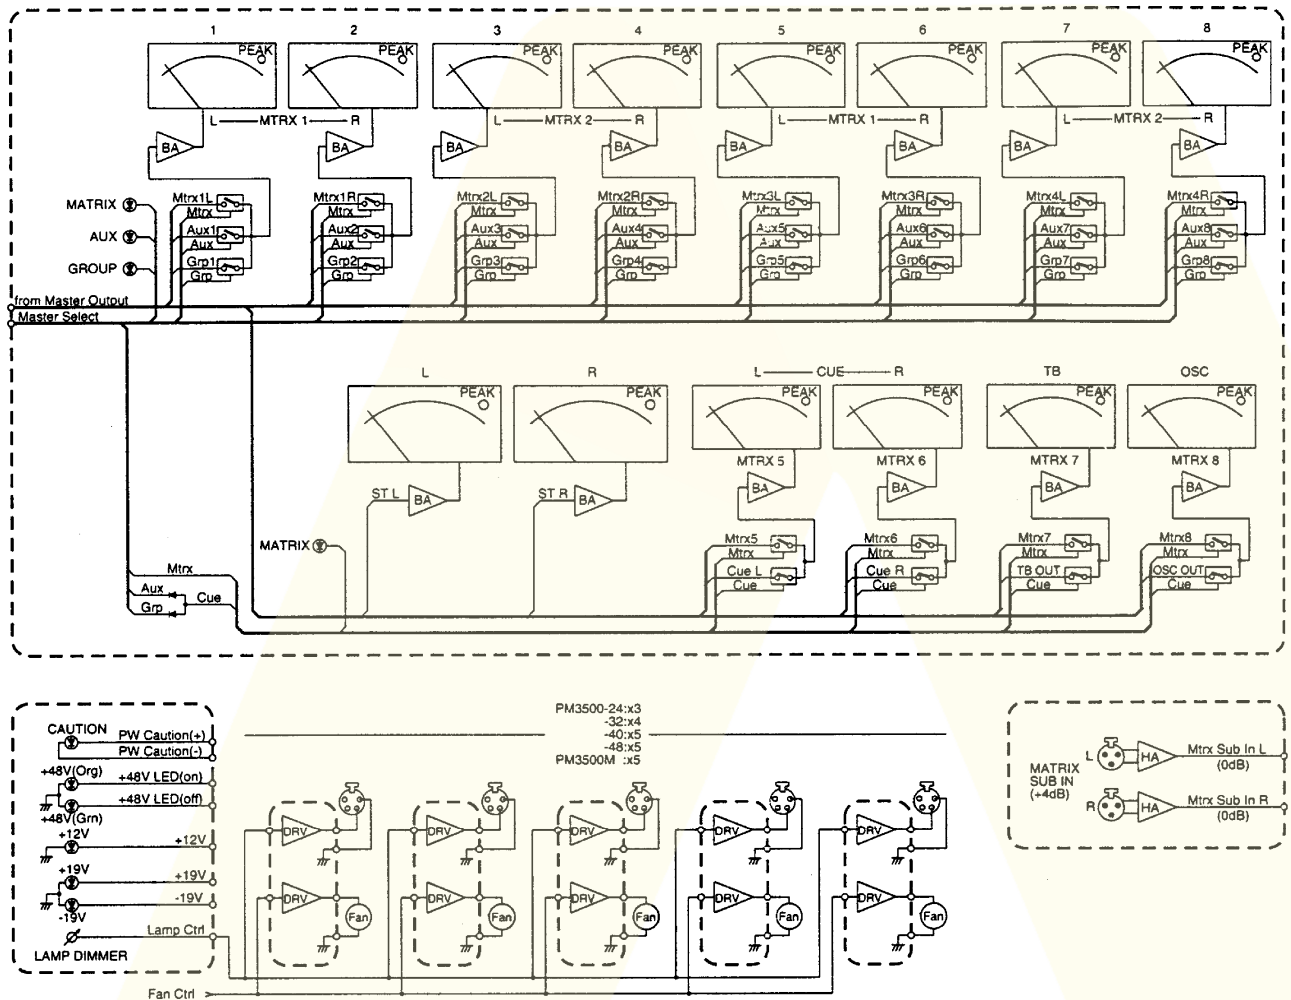 1 2 3 4 5 6 7 8
PEAK PEAK PEAK PEAK PEAK PEAK PEAK PEAK
L MTRX 1 R L MTRX 2 R L MTRX 1 R L MTRX 2 R
BA BA BA BA BA BA BA BA
MATRIX Mtrx1L Mtrx1R Mtrx2L Mtrx2R Mtrx3L Mtrx3R Mtrx4L Mtrx4R
Mtrx Mtrx Mtrx Mtrx Mtrx Mtrx Mtrx Mtrx
AUX Aux1 Aux2 Aux3 Aux4 Aux5 Aux6 Aux7 Aux8
Aux Aux Aux Aux Aux Aux Aux Aux
GROUP Grp1 Grp2 Grp3 Grp4 Grp5 Grp6 Grp7 Grp8
Grp Grp Grp Grp Grp Grp Grp Grp
from Master Output
Master Select
L R L CUE R TB OSC
PEAK PEAK PEAK PEAK PEAK PEAK
MTRX 5 MTRX 6 MTRX 7 MTRX 8
ST L BA ST R BA BA BA BA BA
MATRIX Mtrx5 Mtrx6 Mtrx7 Mtrx8
Mtrx Mtrx Mtrx Mtrx
Mtrx Cue L Cue R TB OUT OSC OUT
Aux Cue Cue Cue Cue
Grp Cue
PM3500-24:x3
-32:x4
-40:x5
-48:x5
PM3500M :x5
CAUTION PW Caution(+)
PW Caution(-)
+48V(Org) +48V LED(on)
+48V LED(off)
+48V(Grn)
+12V +12V
+19V +19V
-19V
-19V
Lamp Ctrl
LAMP DIMMER
Fan Ctrl
DRV DRV DRV DRV DRV
DRV DRV DRV DRV DRV
Fan Fan Fan Fan Fan
MATRIX
SUB IN
(+4dB)
L HA Mtrx Sub In L
(0dB)
R HA Mtrx Sub In R
(0dB)